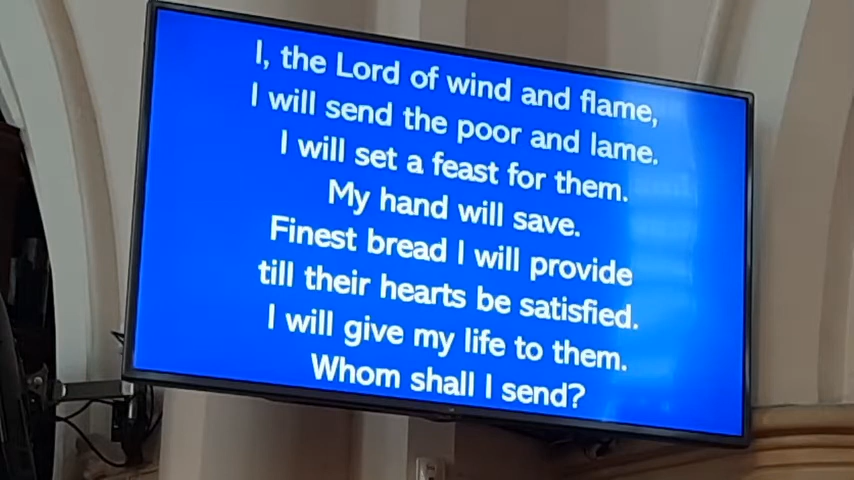 I, the Lord of wind and flame,
I will send the poor and lame.
I will set a feast for them.
My hand will save.
Finest bread I will provide
till their hearts be satisfied.
I will give my life to them.
Whom shall I send?